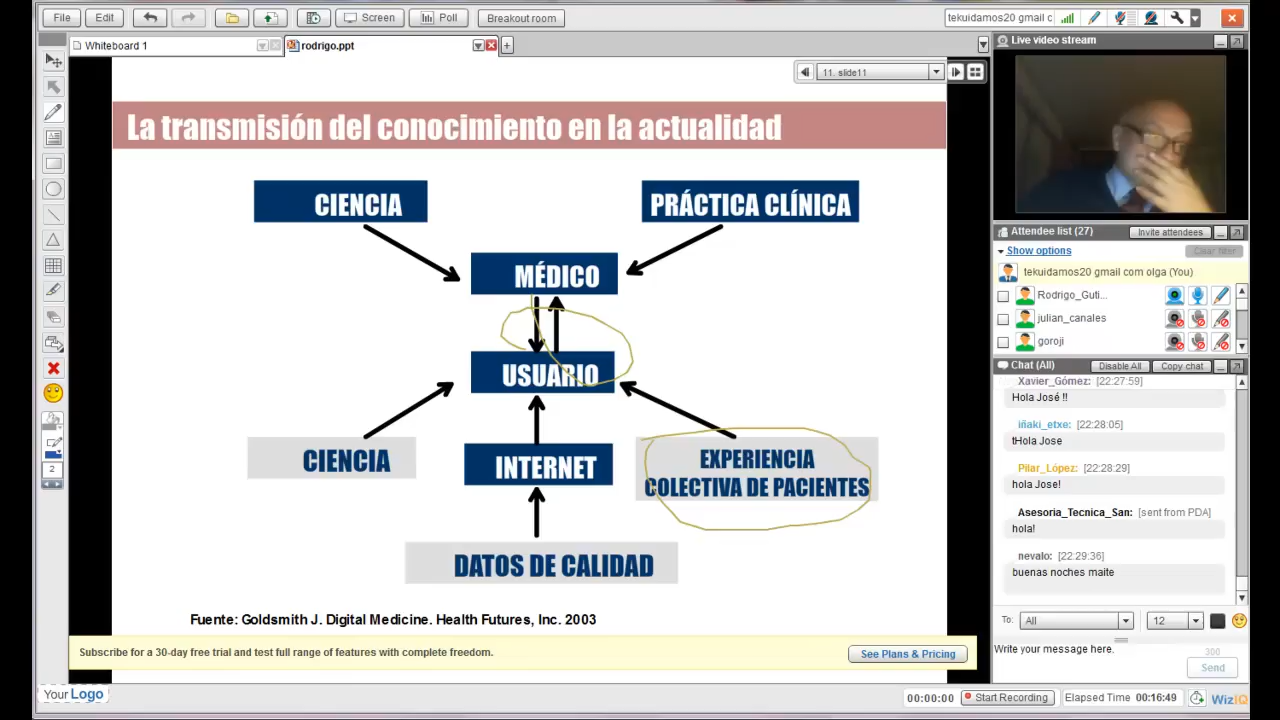 File
Edit
Screen
Poll
Breakout room
tekuidamos20 gmail c
Whiteboard 1
rodrigo.ppt
11. slide11
La transmisión del conocimiento en la actualidad
CIENCIA
PRÁCTICA CLÍNICA
MÉDICO
USUARIO
CIENCIA
INTERNET
EXPERIENCIA
COLECTIVA DE PACIENTES
DATOS DE CALIDAD
Fuente: Goldsmith J. Digital Medicine. Health Futures, Inc. 2003
Subscribe for a 30-day free trial and test full range of features with complete freedom.
See Plans & Pricing
Live video stream
Attendee list (27)
Invite attendees
Show options
Clear filter
tekuidamos20 gmail com olga (You)
Rodrigo_Guti...
julian_canales
goroji
Chat (All)
Disable All
Copy chat
Xavier_Gómez: [22:27:59]
Hola José !!
iñaki_etxe: [22:28:05]
tHola Jose
Pilar_López: [22:28:29]
hola Jose!
Asesoria_Tecnica_San: [sent from PDA]
hola!
nevalo: [22:29:36]
buenas noches maite
To:
All
12
Write your message here.
300
Send
2
Your Logo
00:00:00
Start Recording
Elapsed Time 00:16:49
WizIQ